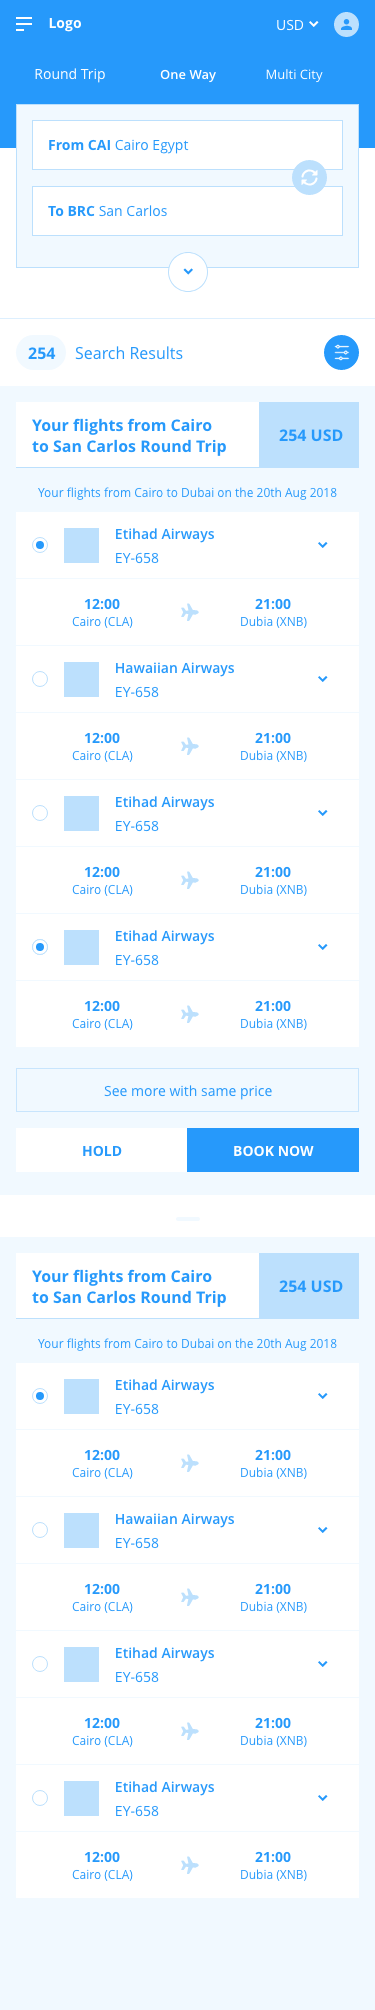 Logo
USD
Round Trip
One Way
Multi City
From CAI Cairo Egypt
To BRC San Carlos
254 Search Results
Your flights from Cairo
to San Carlos Round Trip
254 USD
Your flights from Cairo to Dubai on the 20th Aug 2018
Etihad Airways
EY-658
12:00 21:00
Cairo (CLA) Dubia (XNB)
Hawaiian Airways
EY-658
12:00 21:00
Cairo (CLA) Dubia (XNB)
Etihad Airways
EY-658
12:00 21:00
Cairo (CLA) Dubia (XNB)
Etihad Airways
EY-658
12:00 21:00
Cairo (CLA) Dubia (XNB)
See more with same price
HOLD BOOK NOW
Your flights from Cairo
to San Carlos Round Trip
254 USD
Your flights from Cairo to Dubai on the 20th Aug 2018
Etihad Airways
EY-658
12:00 21:00
Cairo (CLA) Dubia (XNB)
Hawaiian Airways
EY-658
12:00 21:00
Cairo (CLA) Dubia (XNB)
Etihad Airways
EY-658
12:00 21:00
Cairo (CLA) Dubia (XNB)
Etihad Airways
EY-658
12:00 21:00
Cairo (CLA) Dubia (XNB)